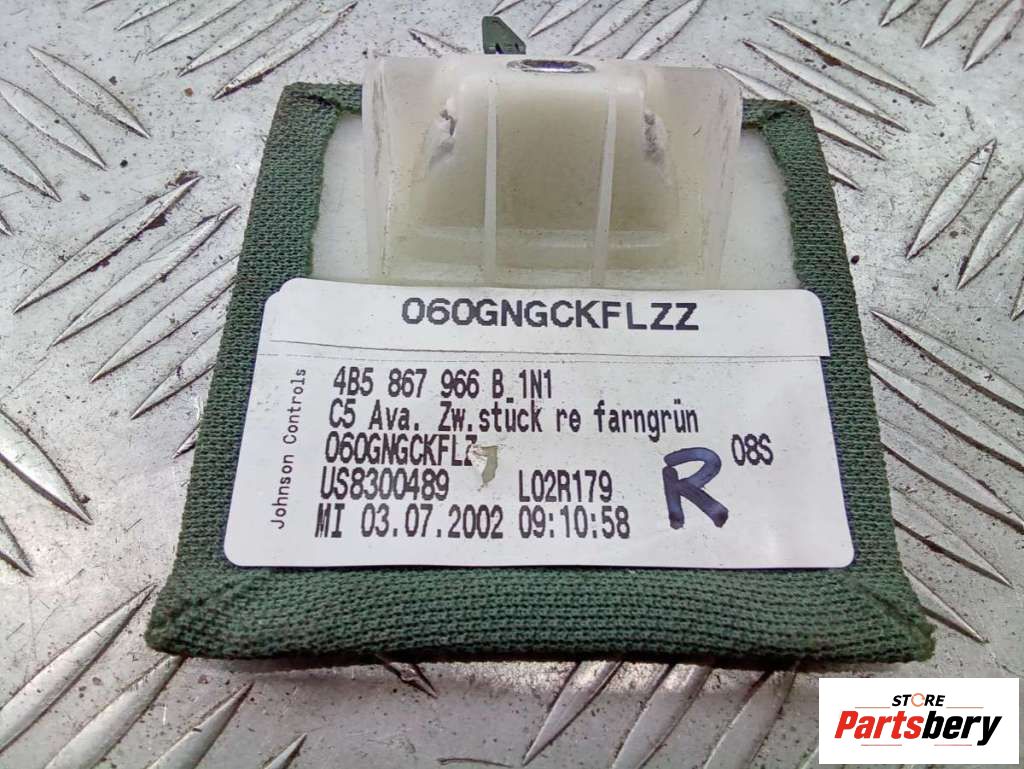 060GNGCKFLZZ
Johnson Controls
4B5 867 966 B 1N1
C5 Ava. Zw.stück re farngrün
060GNGCKFLZ
08S
R
US8300489 L02R179
MI 03.07.2002 09:10:58
STORE
Partsbery